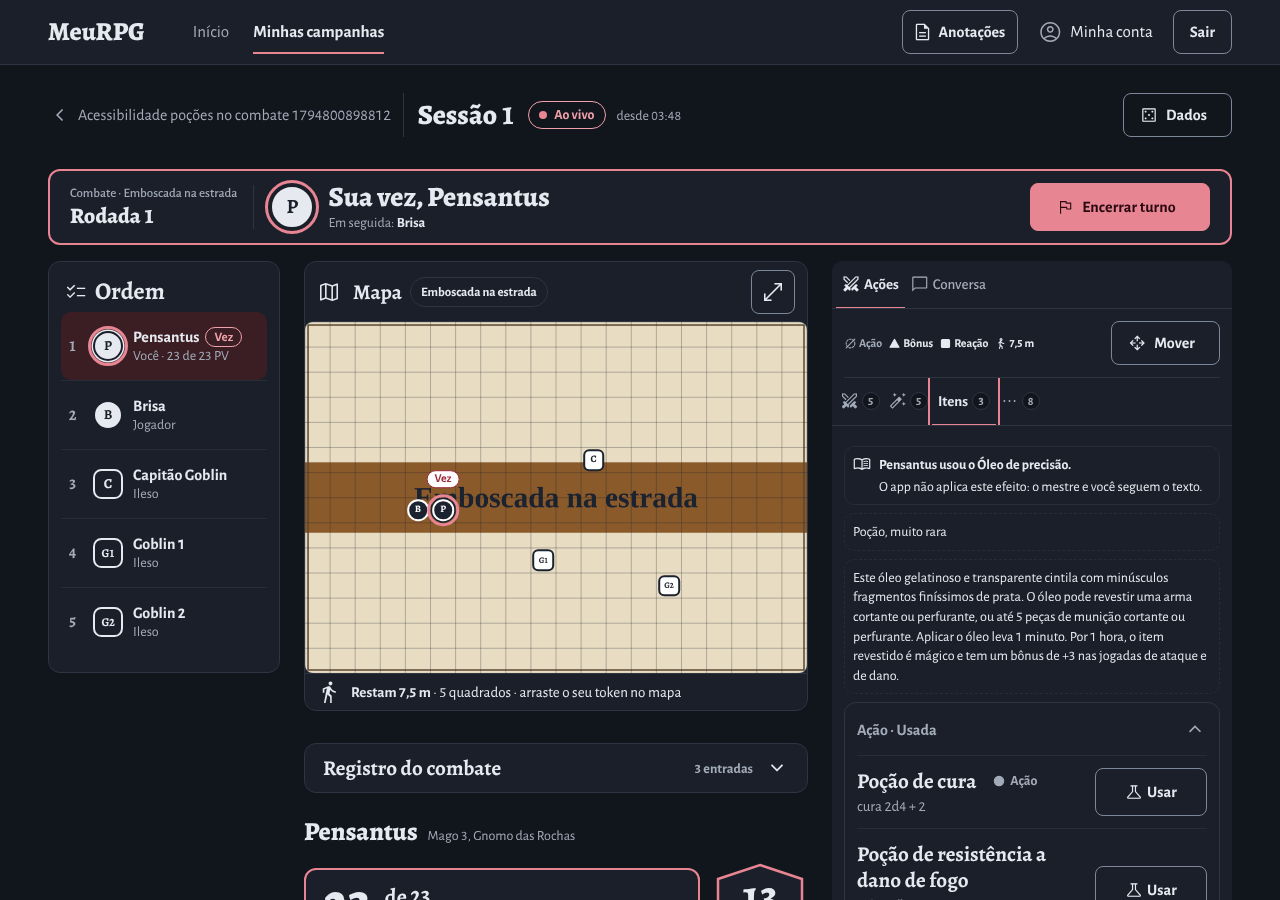 MeuRPG
Início
Minhas campanhas
Anotações
Minha conta
Sair
Acessibilidade poções no combate 1794800898812
Sessão 1
Ao vivo
desde 03:48
Dados
Combate · Emboscada na estrada
Rodada 1
P
Sua vez, Pensantus
Em seguida: Brisa
Encerrar turno
Ordem
1
P
Pensantus
Vez
Você · 23 de 23 PV
2
B
Brisa
Jogador
3
C
Capitão Goblin
Ileso
4
G1
Goblin 1
Ileso
5
G2
Goblin 2
Ileso
Mapa
Emboscada na estrada
C
Vez
Emboscada na estrada
B
P
G1
G2
Restam 7,5 m · 5 quadrados · arraste o seu token no mapa
Registro do combate
3 entradas
Pensantus
Mago 3, Gnomo das Rochas
23
de 23
13
Ações
Conversa
Ação
Bônus
Reação
7,5 m
Mover
5
5
Itens
3
8
Pensantus usou o Óleo de precisão.
O app não aplica este efeito: o mestre e você seguem o texto.
Poção, muito rara
Este óleo gelatinoso e transparente cintila com minúsculos
fragmentos finíssimos de prata. O óleo pode revestir uma arma
cortante ou perfurante, ou até 5 peças de munição cortante ou
perfurante. Aplicar o óleo leva 1 minuto. Por 1 hora, o item
revestido é mágico e tem um bônus de +3 nas jogadas de ataque e
de dano.
Ação · Usada
Poção de cura
Ação
cura 2d4 + 2
Usar
Poção de resistência a
dano de fogo
Usar